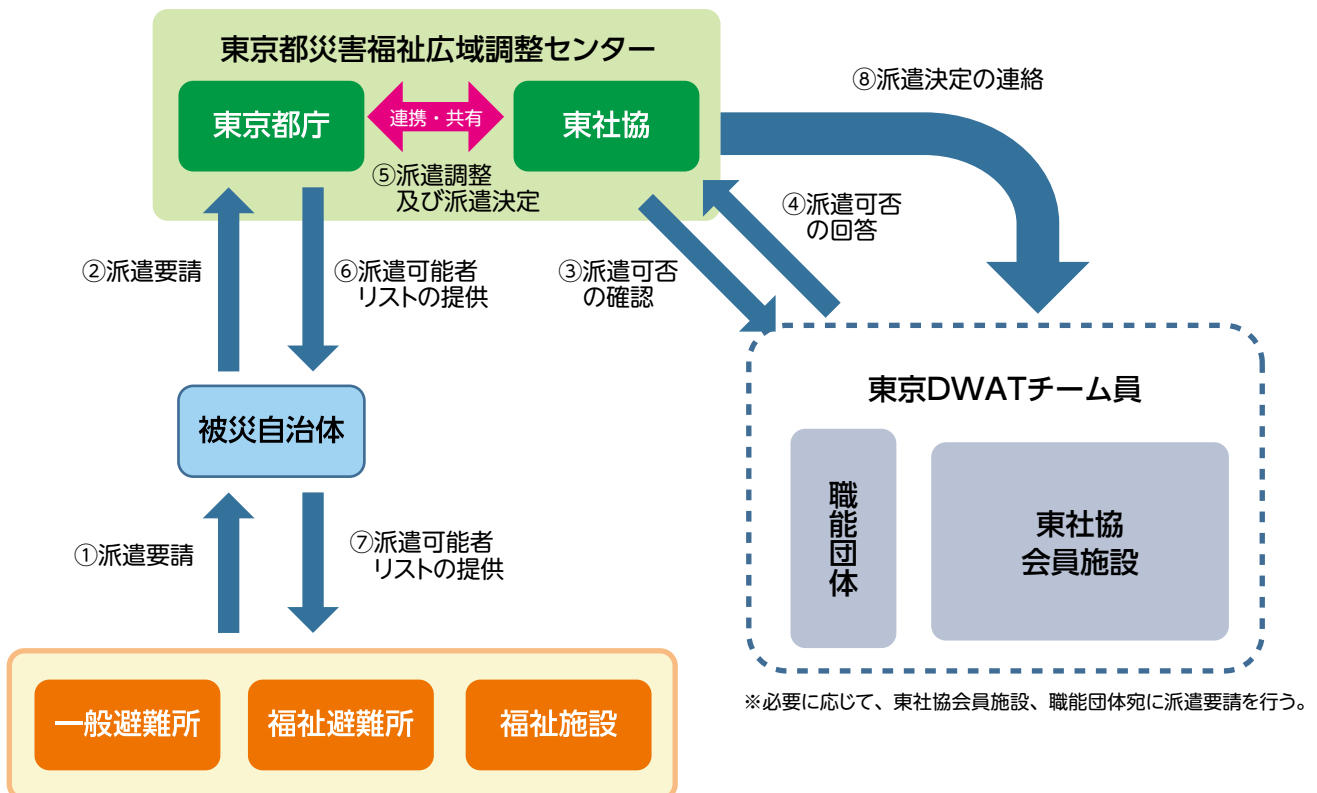 東京都災害福祉広域調整センター
東京都庁
連携・共有
東社協
⑤派遣調整
及び派遣決定
⑧派遣決定の連絡
②派遣要請
⑥派遣可能者
リストの提供
③派遣可否
の確認
④派遣可否
の回答
被災自治体
①派遣要請
⑦派遣可能者
リストの提供
一般避難所
福祉避難所
福祉施設
東京DWATチーム員
職能団体
東社協
会員施設
※必要に応じて、東社協会員施設、職能団体宛に派遣要請を行う。